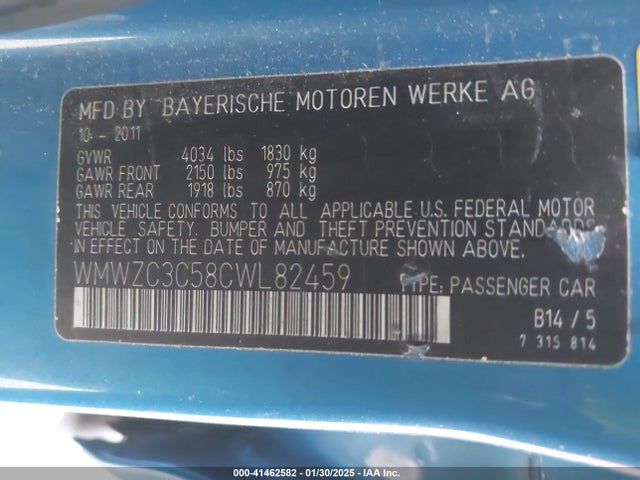 MFD BY BAYERISCHE MOTOREN WERKE AG
10 - 2011
GVWR 4034 lbs 1830 kg
GAWR FRONT 2150 lbs 975 kg
GAWR REAR 1918 lbs 870 kg
THIS VEHICLE CONFORMS TO ALL APPLICABLE U.S. FEDERAL MOTOR
VEHICLE SAFETY, BUMPER AND THEFT PREVENTION STANDARDS
IN EFFECT ON THE DATE OF MANUFACTURE SHOWN ABOVE.
WMWZC3C58CWL82459 TYPE: PASSENGER CAR
B14 / 5
7 315 814
000-41462582 - 01/30/2025 - IAA Inc.